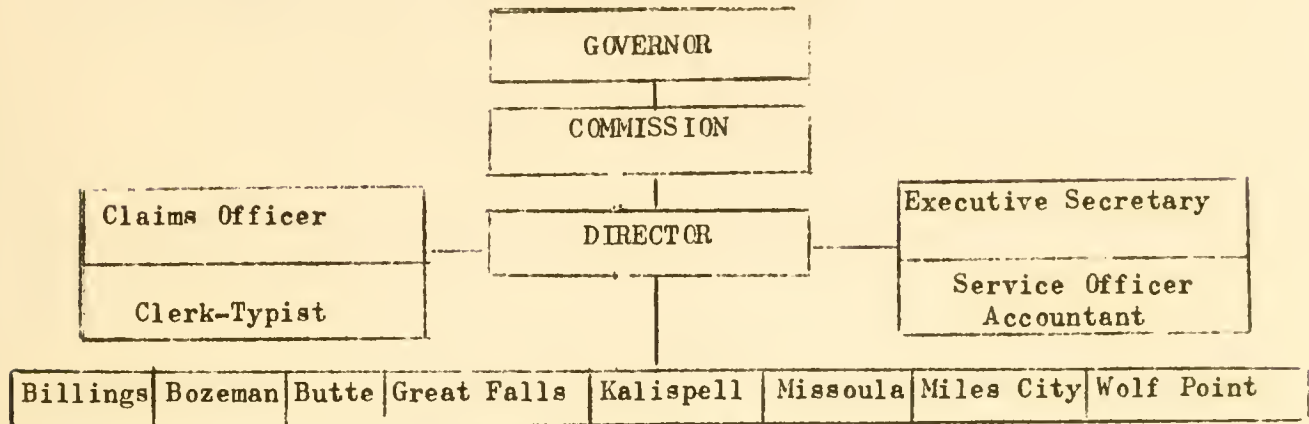 GOVERNOR
COMMISSION
Claims Officer
Clerk-Typist
DIRECTOR
Executive Secretary
Service Officer
Accountant
Billings Bozeman Butte Great Falls Kalispell Missoula Miles City Wolf Point